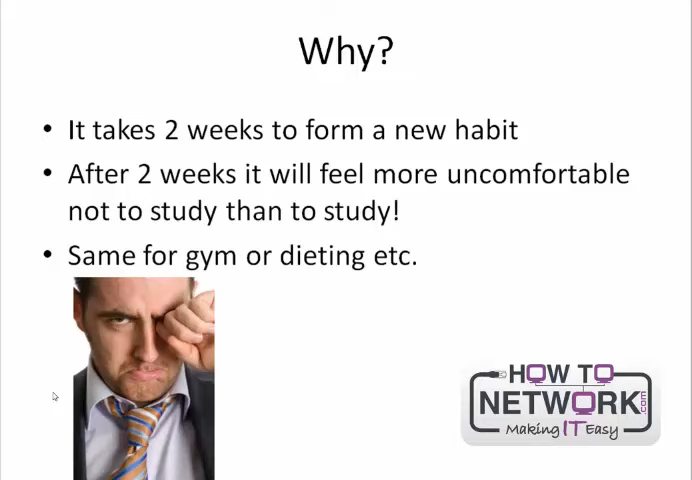 Why?
• It takes 2 weeks to form a new habit
• After 2 weeks it will feel more uncomfortable
not to study than to study!
• Same for gym or dieting etc.
HOW TO
NETWORK.com
Making IT Easy